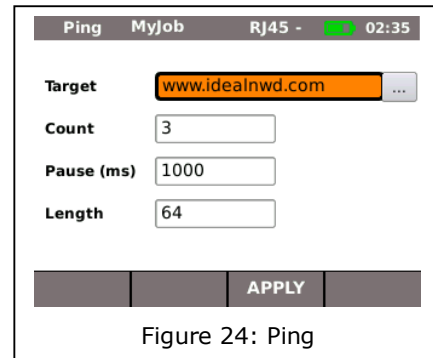 Ping MyJob RJ45 - 02:35
Target www.idealnwd.com ...
Count 3
Pause (ms) 1000
Length 64
APPLY
Figure 24: Ping